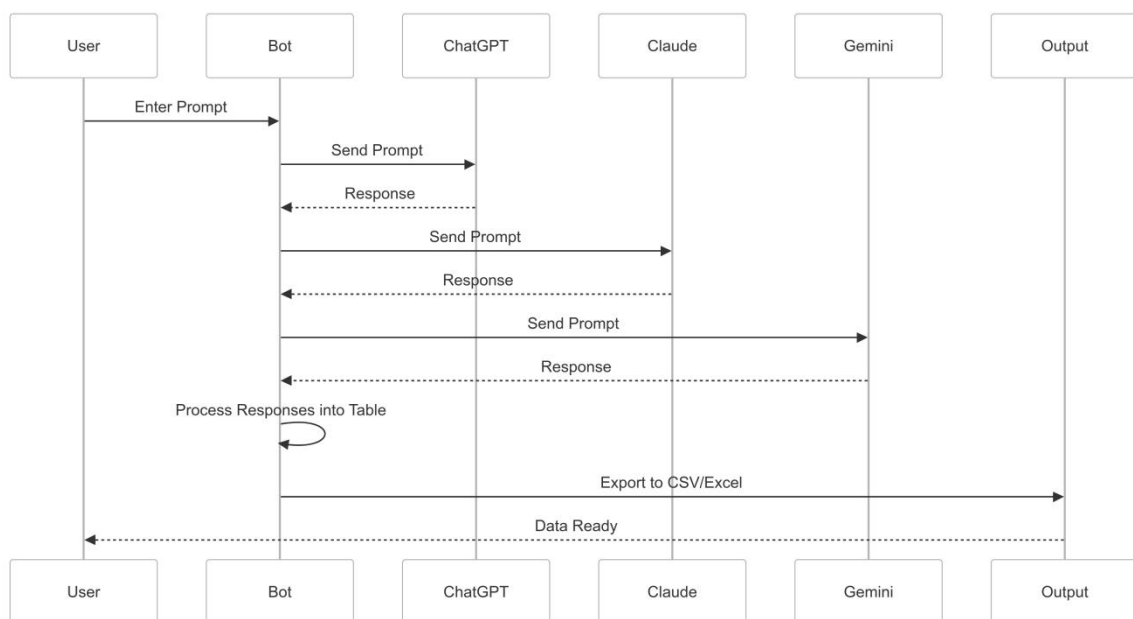 User Bot ChatGPT Claude Gemini Output
Enter Prompt
Send Prompt
Response
Send Prompt
Response
Send Prompt
Response
Process Responses into Table
Export to CSV/Excel
Data Ready
User Bot ChatGPT Claude Gemini Output